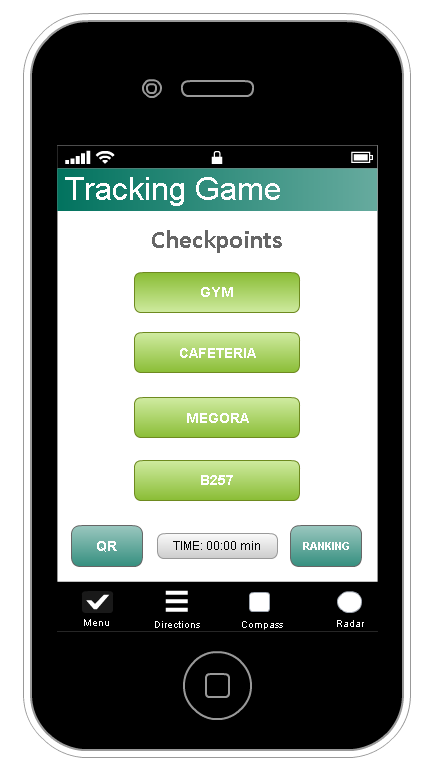 Tracking Game
Checkpoints
GYM
CAFETERIA
MEGORA
B257
QR TIME: 00:00 min RANKING
Menu Directions Compass Radar